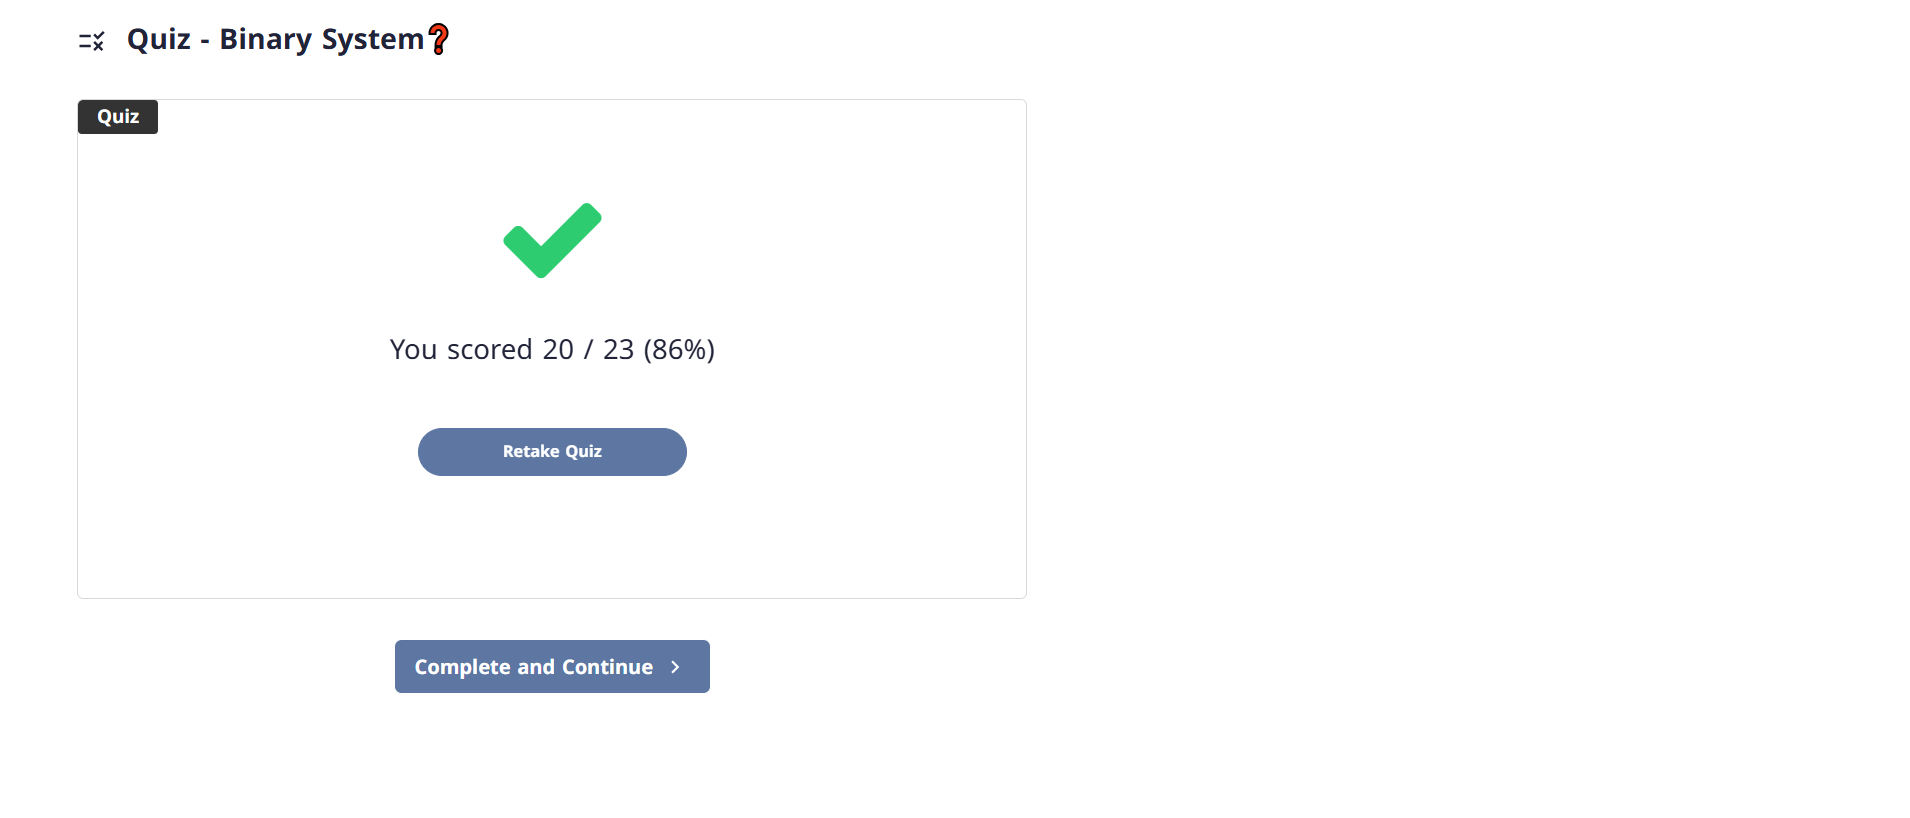 Quiz - Binary System❓
Quiz
You scored 20 / 23 (86%)
Retake Quiz
Complete and Continue